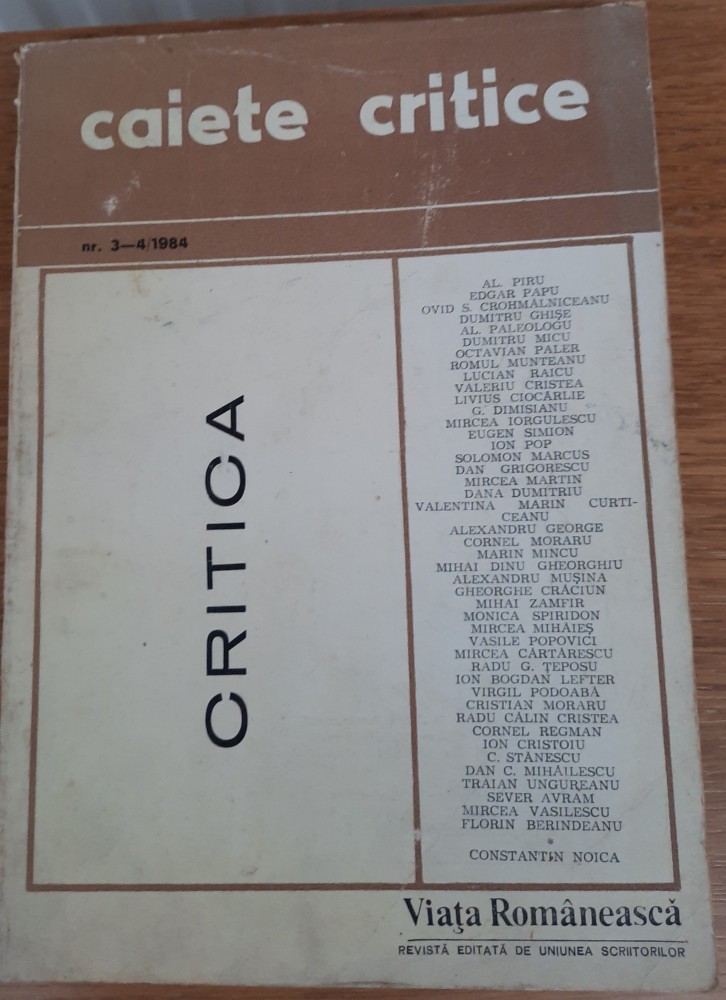 caiete critice
nr. 3—4/1984
CRITICA
AL. PIRU
EDGAR PAPU
OVID S. CROHMĂLNICEANU
DUMITRU GHIȘE
AL. PALEOLOGU
DUMITRU MICU
OCTAVIAN PALER
ROMUL MUNTEANU
LUCIAN RAICU
VALERIU CRISTEA
LIVIUS CIOCÂRLIE
G. DIMISIANU
MIRCEA IORGULESCU
EUGEN SIMION
ION POP
SOLOMON MARCUS
DAN GRIGORESCU
MIRCEA MARTIN
DANA DUMITRIU
VALENTINA MARIN CURTI-
CEANU
ALEXANDRU GEORGE
CORNEL MORARU
MARIN MINCU
MIHAI DINU GHEORGHIU
ALEXANDRU MUȘINA
GHEORGHE CRĂCIUN
MIHAI ZAMFIR
MONICA SPIRIDON
MIRCEA MIHĂIEȘ
VASILE POPOVICI
MIRCEA CĂRTĂRESCU
RADU G. ȚEPOSU
ION BOGDAN LEFTER
VIRGIL PODOABĂ
CRISTIAN MORARU
RADU CĂLIN CRISTEA
CORNEL REGMAN
ION CRISTOIU
C. STĂNESCU
DAN C. MIHĂILESCU
TRAIAN UNGUREANU
SEVER AVRAM
MIRCEA VASILESCU
FLORIN BERINDEANU
*
CONSTANTIN NOICA
Viața Românească
REVISTĂ EDITATĂ DE UNIUNEA SCRIITORILOR